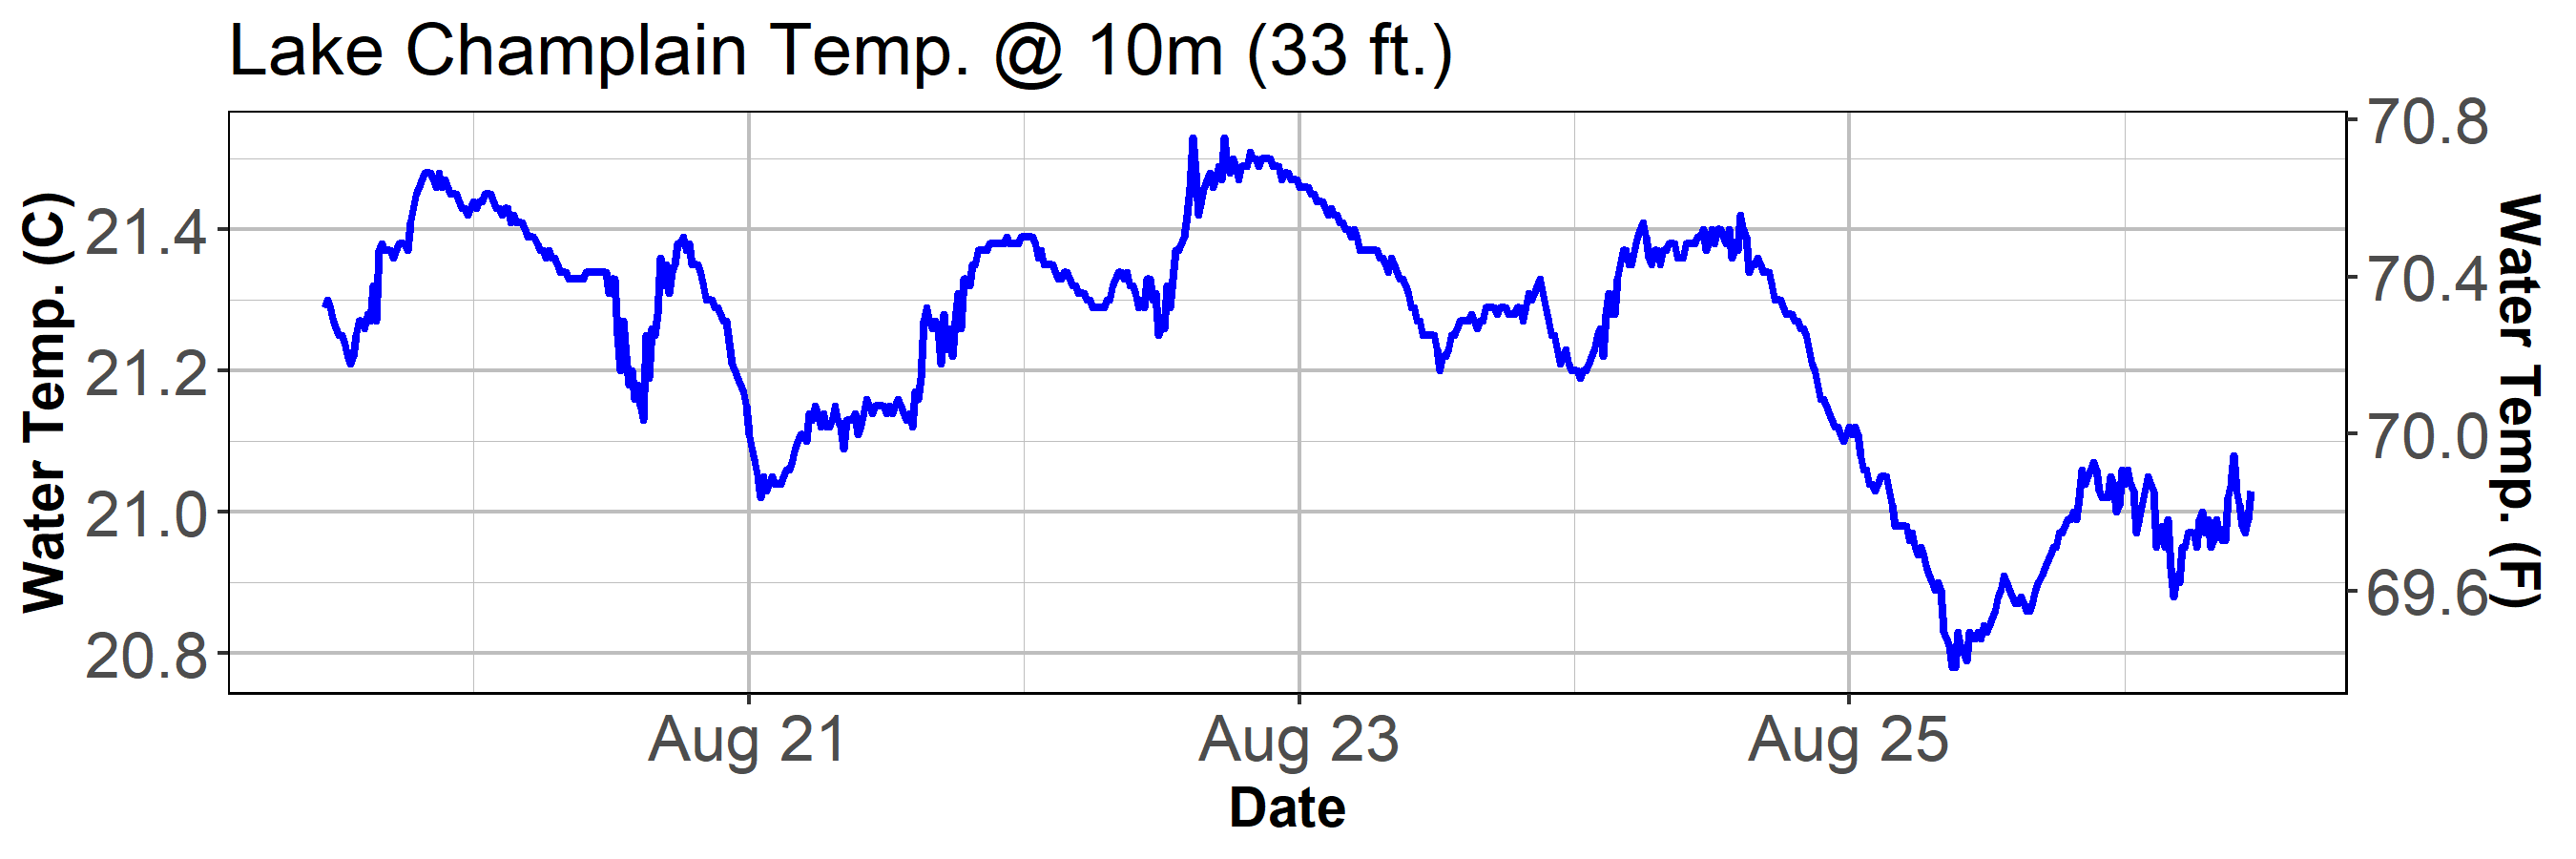 Lake Champlain Temp. @ 10m (33 ft.)
Water Temp. (C)
21.4
21.2
21.0
20.8
70.8
70.4
70.0
69.6
Water Temp. (F)
Aug 21
Aug 23
Aug 25
Date